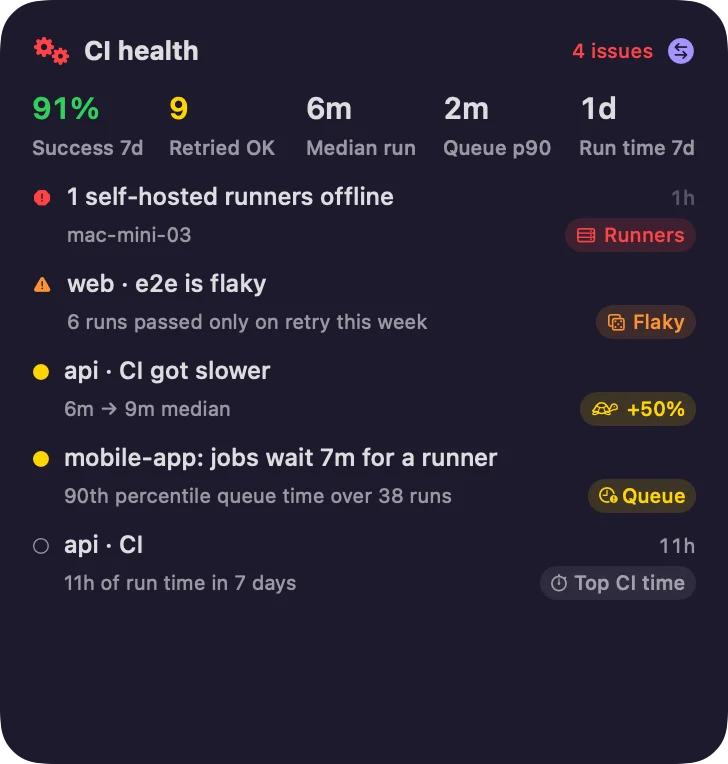 CI health
4 issues
91% 9 6m 2m 1d
Success 7d Retried OK Median run Queue p90 Run time 7d
1 self-hosted runners offline 1h
mac-mini-03 Runners
web · e2e is flaky
6 runs passed only on retry this week Flaky
api · CI got slower
6m → 9m median +50%
mobile-app: jobs wait 7m for a runner
90th percentile queue time over 38 runs Queue
api · CI 11h
11h of run time in 7 days Top CI time